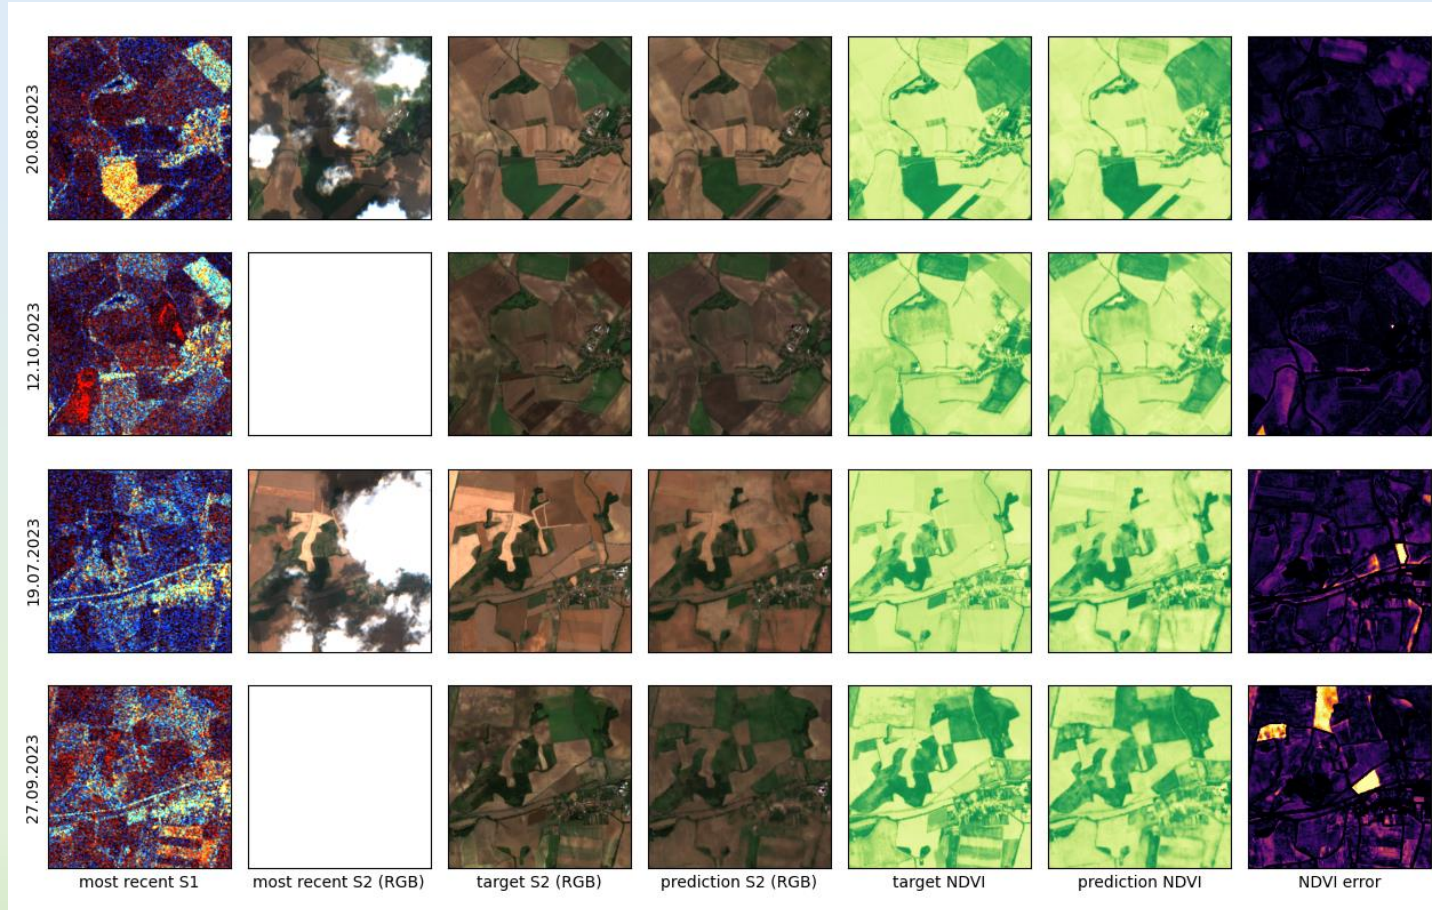 20.08.2023
12.10.2023
19.07.2023
27.09.2023
most recent S1
most recent S2 (RGB)
target S2 (RGB)
prediction S2 (RGB)
target NDVI
prediction NDVI
NDVI error